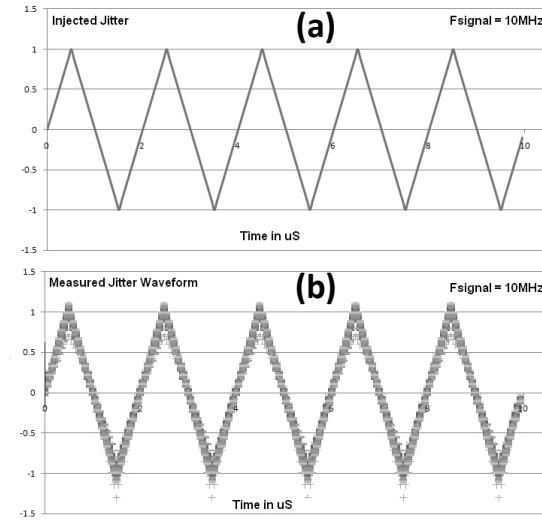 1.5
Injected Jitter (a) Fsignal = 10MHz
1
0.5
0
0 2 4 6 8 10
-0.5
-1
Time in uS
-1.5
1.5
Measured Jitter Waveform (b) Fsignal = 10MHz
1
0.5
0
0 2 4 6 8 10
-0.5
-1
Time in uS
-1.5